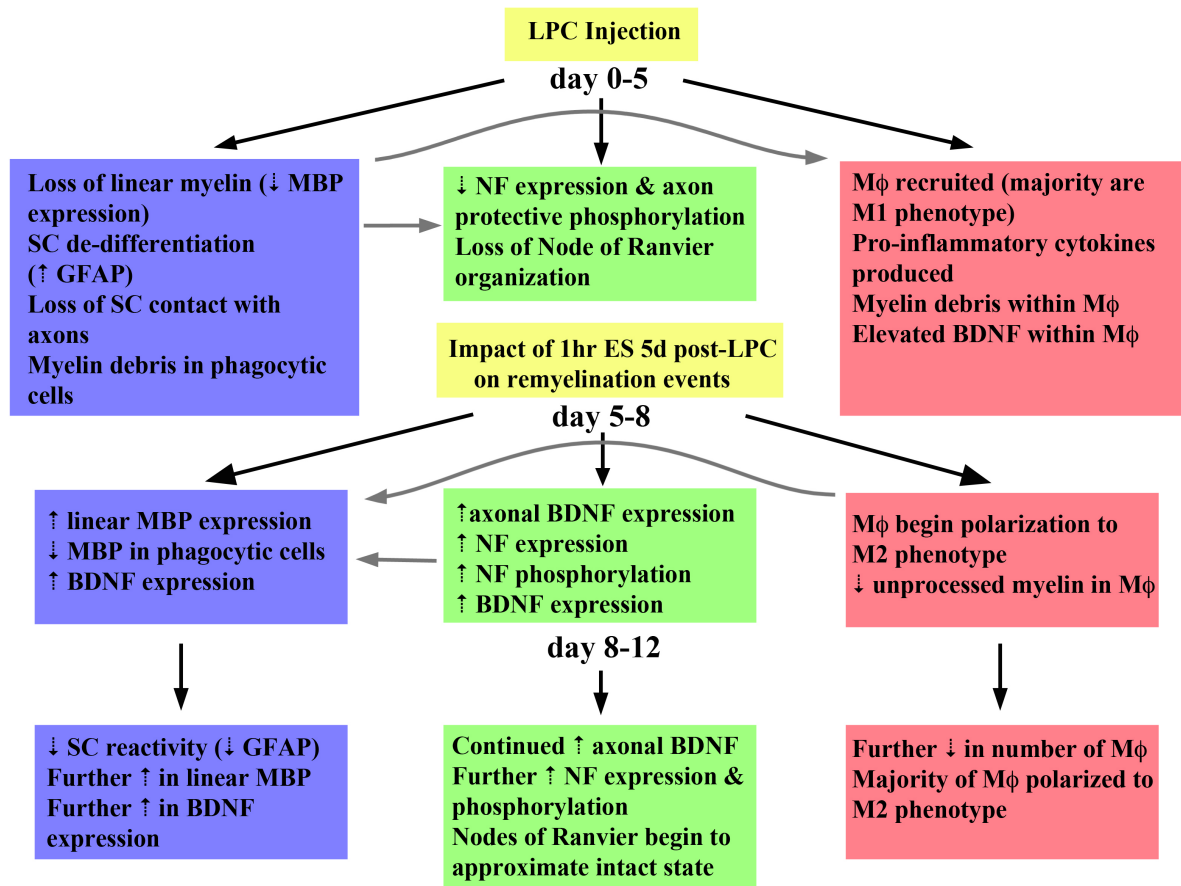 LPC Injection
day 0-5
Loss of linear myelin (⇣ MBP
expression)
SC de-differentiation
(⇡ GFAP)
Loss of SC contact with
axons
Myelin debris in phagocytic
cells
⇣ NF expression & axon
protective phosphorylation
Loss of Node of Ranvier
organization
Mϕ recruited (majority are
M1 phenotype)
Pro-inflammatory cytokines
produced
Myelin debris within Mϕ
Elevated BDNF within Mϕ
Impact of 1hr ES 5d post-LPC
on remyelination events
day 5-8
⇡ linear MBP expression
⇣ MBP in phagocytic cells
⇡ BDNF expression
⇡axonal BDNF expression
⇡ NF expression
⇡ NF phosphorylation
⇡ BDNF expression
Mϕ begin polarization to
M2 phenotype
⇣ unprocessed myelin in Mϕ
day 8-12
⇣ SC reactivity (⇣ GFAP)
Further ⇡ in linear MBP
Further ⇡ in BDNF
expression
Continued ⇡ axonal BDNF
Further ⇡ NF expression &
phosphorylation
Nodes of Ranvier begin to
approximate intact state
Further ⇣ in number of Mϕ
Majority of Mϕ polarized to
M2 phenotype